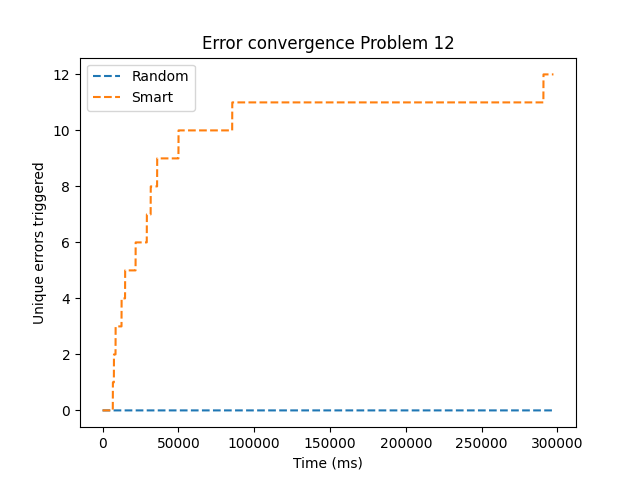 Error convergence Problem 12
Random
Smart
12
10
8
6
4
2
0
Unique errors triggered
0 50000 100000 150000 200000 250000 300000
Time (ms)